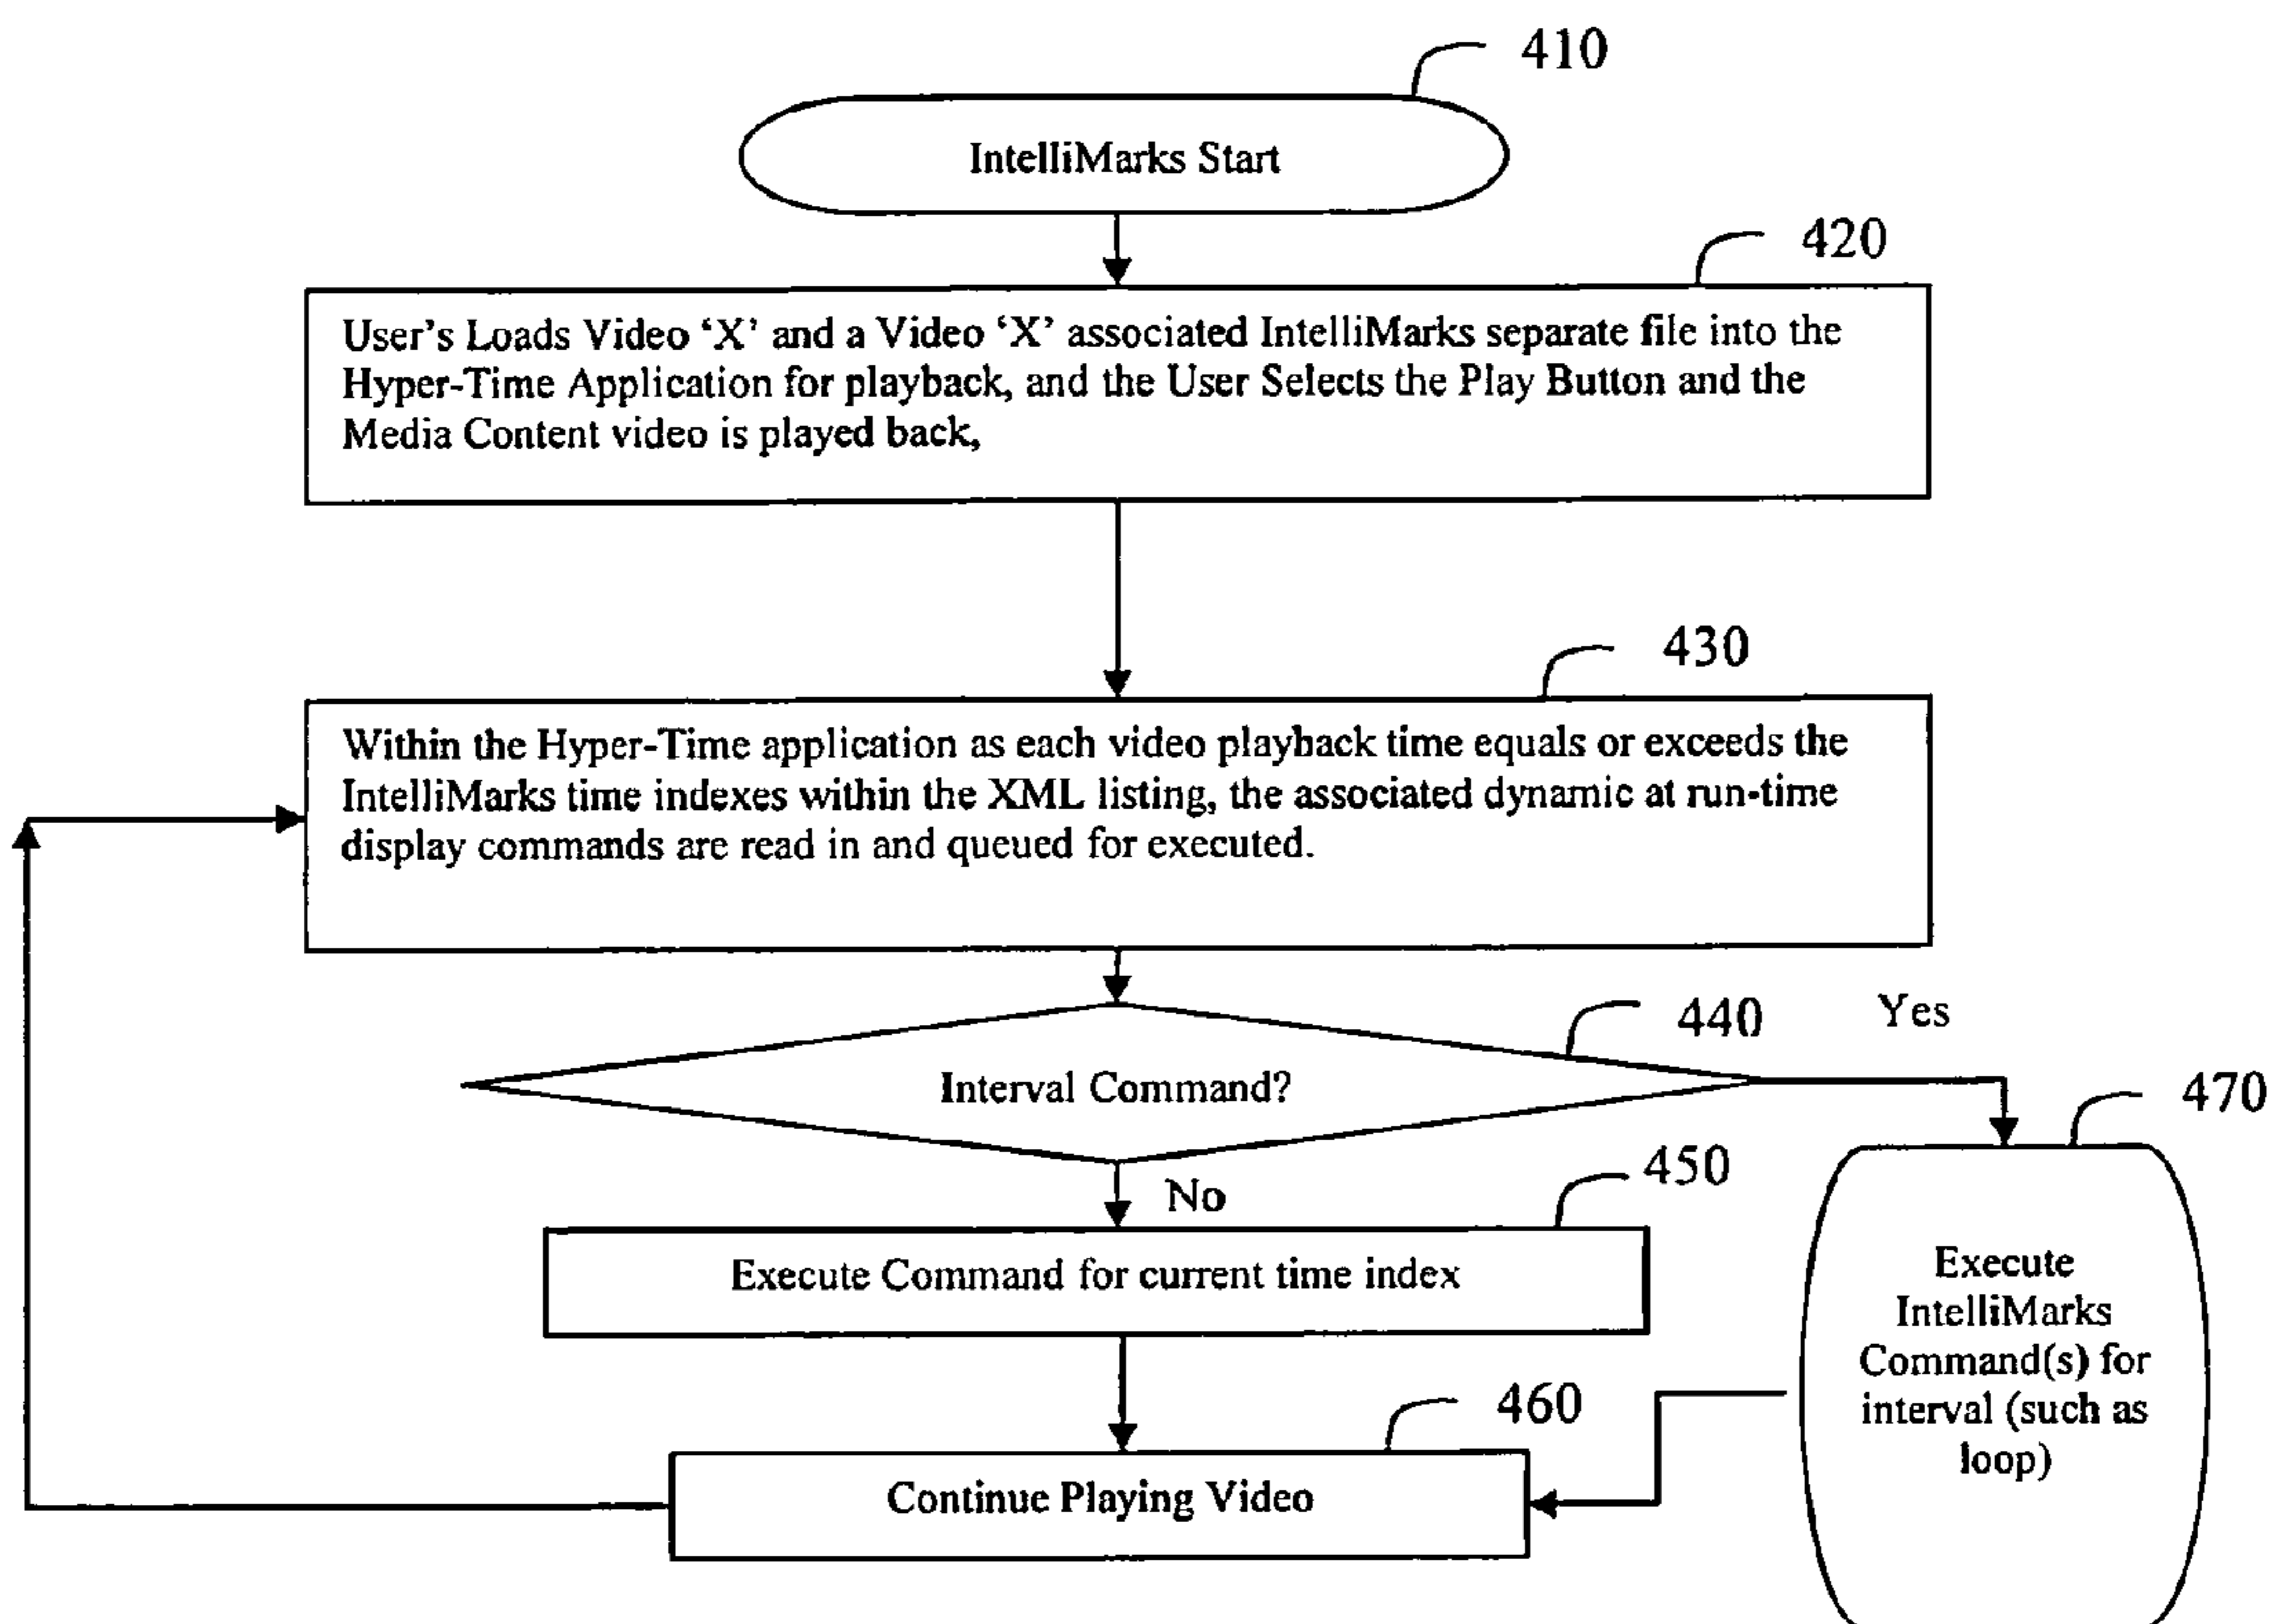 410
IntelliMarks Start
420
User's Loads Video ‘X’ and a Video ‘X’ associated IntelliMarks separate file into the
Hyper-Time Application for playback, and the User Selects the Play Button and the
Media Content video is played back,
430
Within the Hyper-Time application as each video playback time equals or exceeds the
IntelliMarks time indexes within the XML listing, the associated dynamic at run-time
display commands are read in and queued for executed.
440
Yes
Interval Command?
470
450
No
Execute Command for current time index
Execute
IntelliMarks
Command(s) for
interval (such as
loop)
460
Continue Playing Video